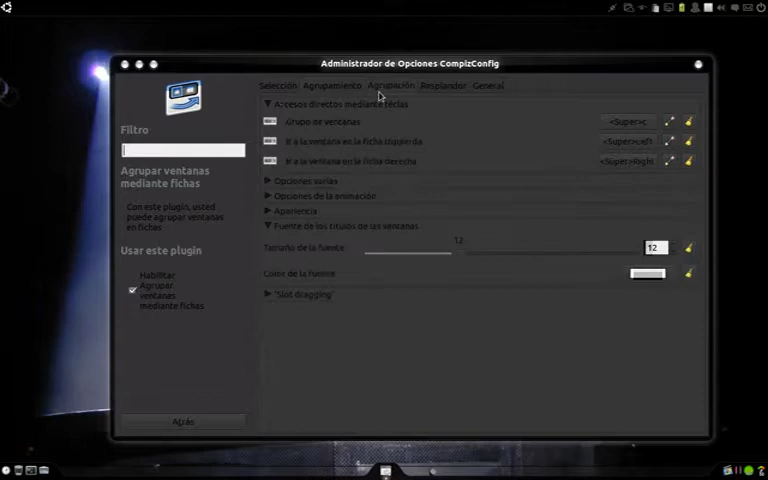 Administrador de Opciones CompizConfig
Selección Agrupamiento Agrupación Resplandor General
Accesos directos mediante teclas
Filtro
Grupo de ventanas <Super>c
Ir a la ventana en la ficha izquierda <Super>Left
Ir a la ventana en la ficha derecha <Super>Right
Agrupar ventanas
mediante fichas
Opciones varias
Opciones de la animación
Apariencia
Con este plugin, usted
puede agrupar ventanas
en fichas
Fuente de los títulos de las ventanas
12
Tamaño de la fuente 12
Usar este plugin
Color de la fuente
Habilitar
Agrupar
ventanas
mediante fichas
'Slot dragging'
Atrás